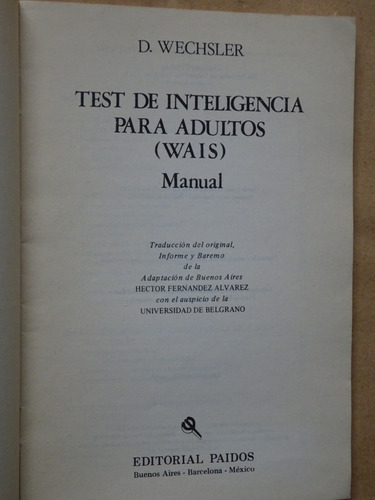 D. WECHSLER
TEST DE INTELIGENCIA
PARA ADULTOS
(WAIS)
Manual
Traducción del original,
Informe y Baremo
de la
Adaptación de Buenos Aires
HECTOR FERNANDEZ ALVAREZ
con el auspicio de la
UNIVERSIDAD DE BELGRANO
EDITORIAL PAIDOS
Buenos Aires - Barcelona - México